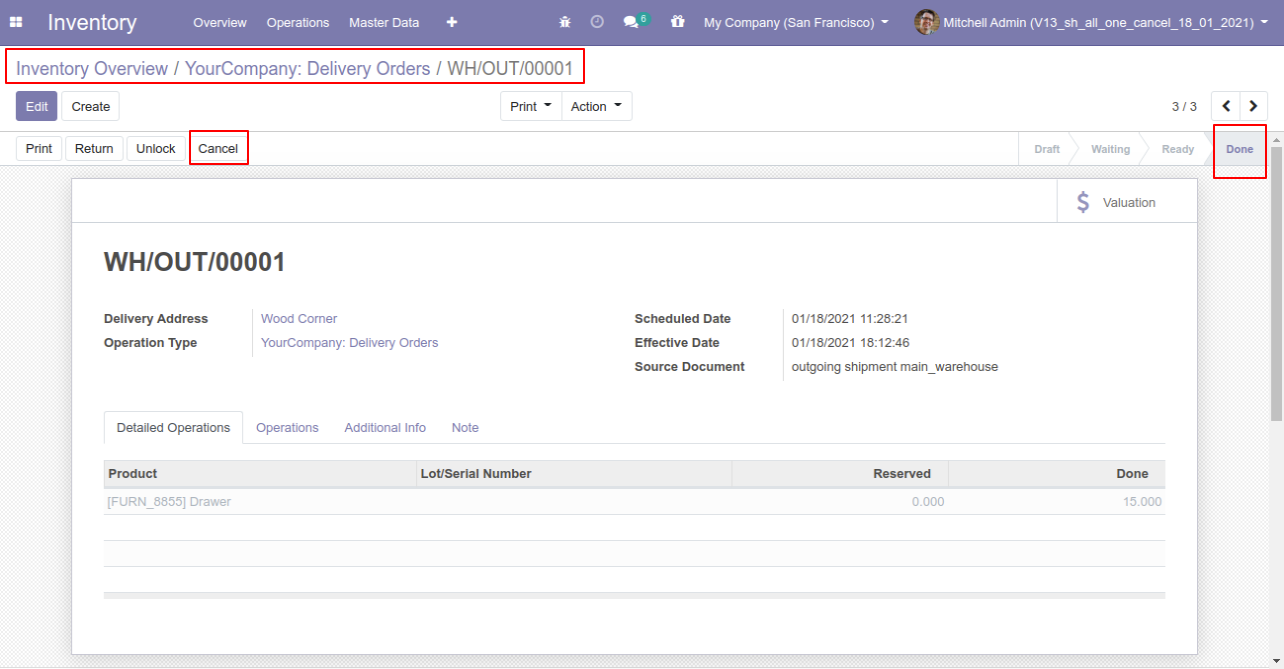 Inventory Overview Operations Master Data 6 My Company (San Francisco) Mitchell Admin (V13_sh_all_one_cancel_18_01_2021)
Inventory Overview / YourCompany: Delivery Orders / WH/OUT/00001
Edit Create Print Action 3 / 3
Print Return Unlock Cancel Draft Waiting Ready Done
$ Valuation
WH/OUT/00001
Delivery Address Wood Corner Scheduled Date 01/18/2021 11:28:21
Operation Type YourCompany: Delivery Orders Effective Date 01/18/2021 18:12:46
Source Document outgoing shipment main_warehouse
Detailed Operations Operations Additional Info Note
Product Lot/Serial Number Reserved Done
[FURN_8855] Drawer 0.000 15.000